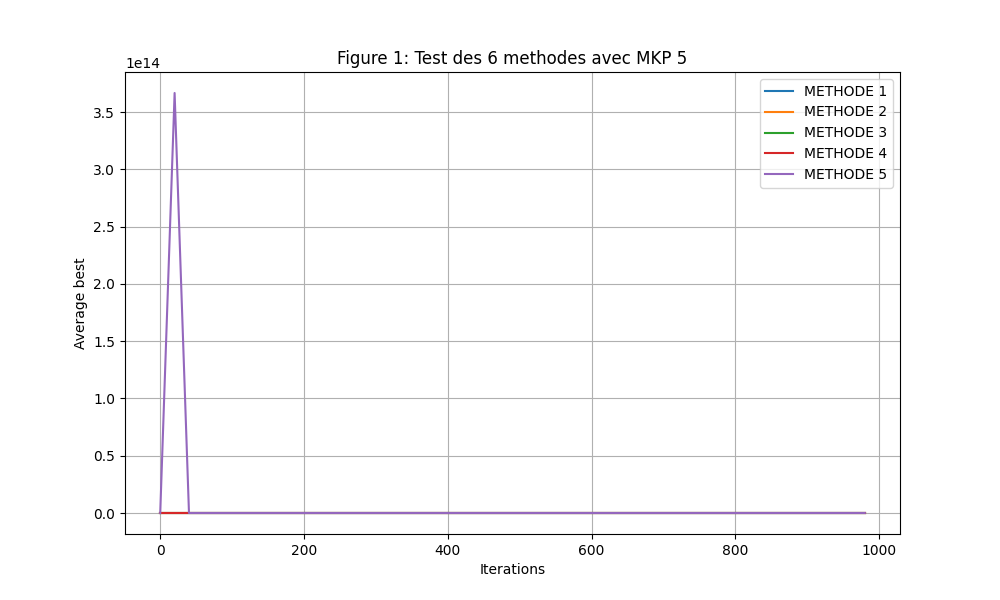 Figure 1: Test des 6 methodes avec MKP 5
1e14
3.5
3.0
2.5
2.0
1.5
1.0
0.5
0.0
Average best
METHODE 1
METHODE 2
METHODE 3
METHODE 4
METHODE 5
0 200 400 600 800 1000
Iterations